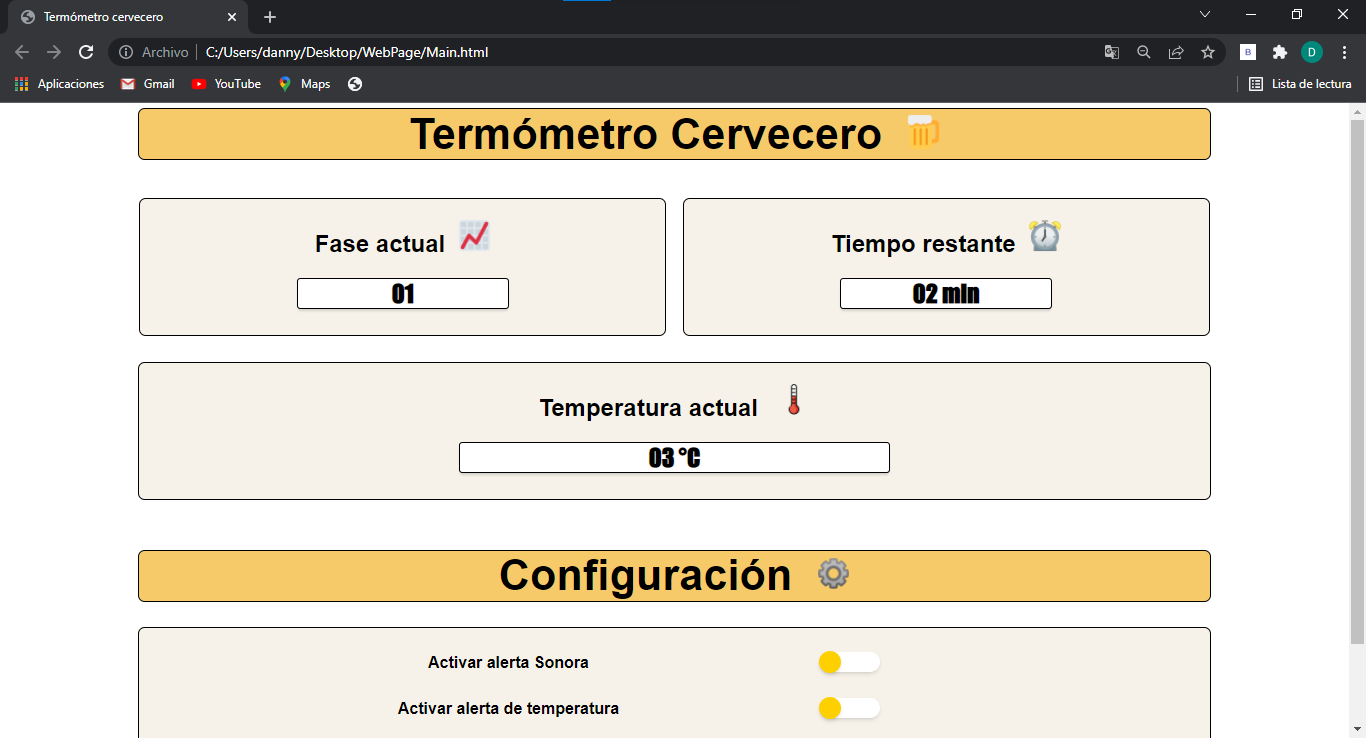 Termómetro cervecero
Archivo C:/Users/danny/Desktop/WebPage/Main.html
B
D
Aplicaciones Gmail YouTube Maps Lista de lectura
Termómetro Cervecero
Fase actual
01
Tiempo restante
02 min
Temperatura actual
03 °C
Configuración
Activar alerta Sonora
Activar alerta de temperatura